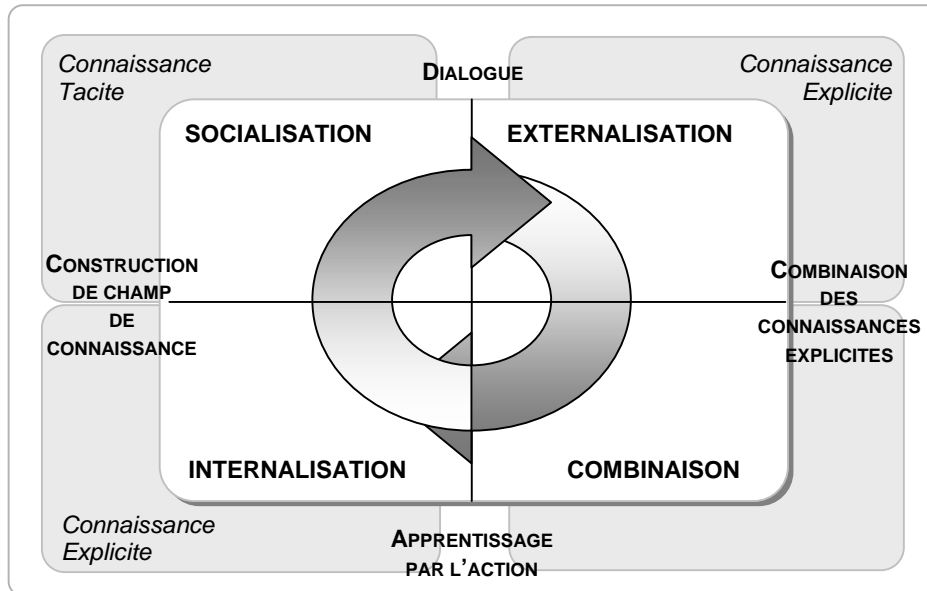 Connaissance
Tacite
DIALOGUE
Connaissance
Explicite
SOCIALISATION
EXTERNALISATION
CONSTRUCTION
DE CHAMP
DE
CONNAISSANCE
COMBINAISON
DES
CONNAISSANCES
EXPLICITES
INTERNALISATION
COMBINAISON
Connaissance
Explicite
APPRENTISSAGE
PAR L'ACTION